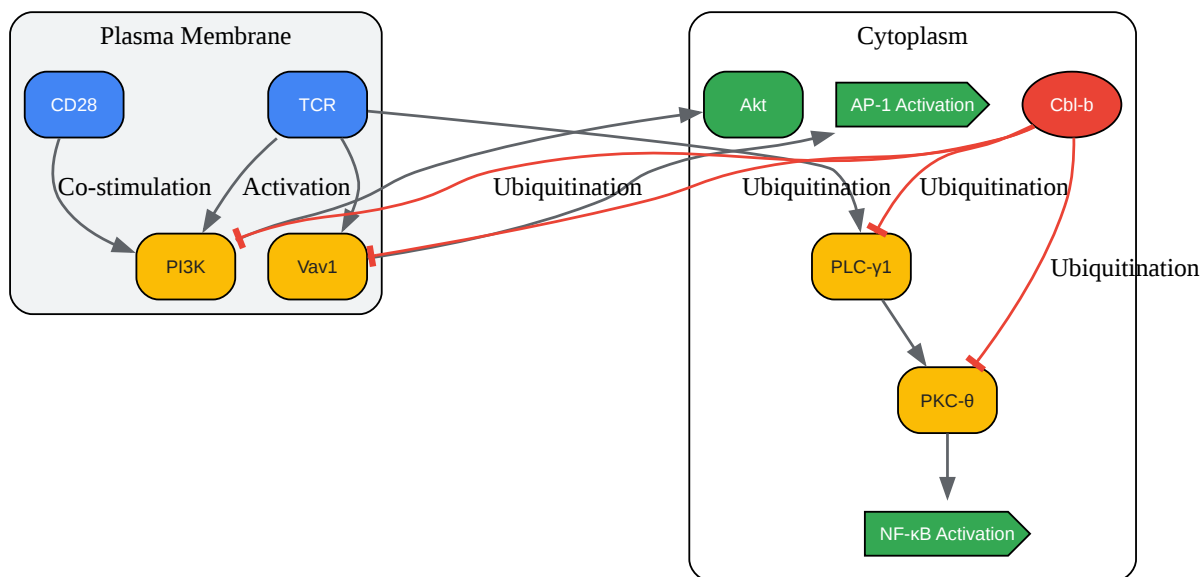 Plasma Membrane
Cytoplasm
CD28
TCR
Akt
AP-1 Activation
Cbl-b
Co-stimulation
Activation
Ubiquitination
Ubiquitination
Ubiquitination
PI3K
Vav1
PLC-γ1
Ubiquitination
PKC-θ
NF-κB Activation